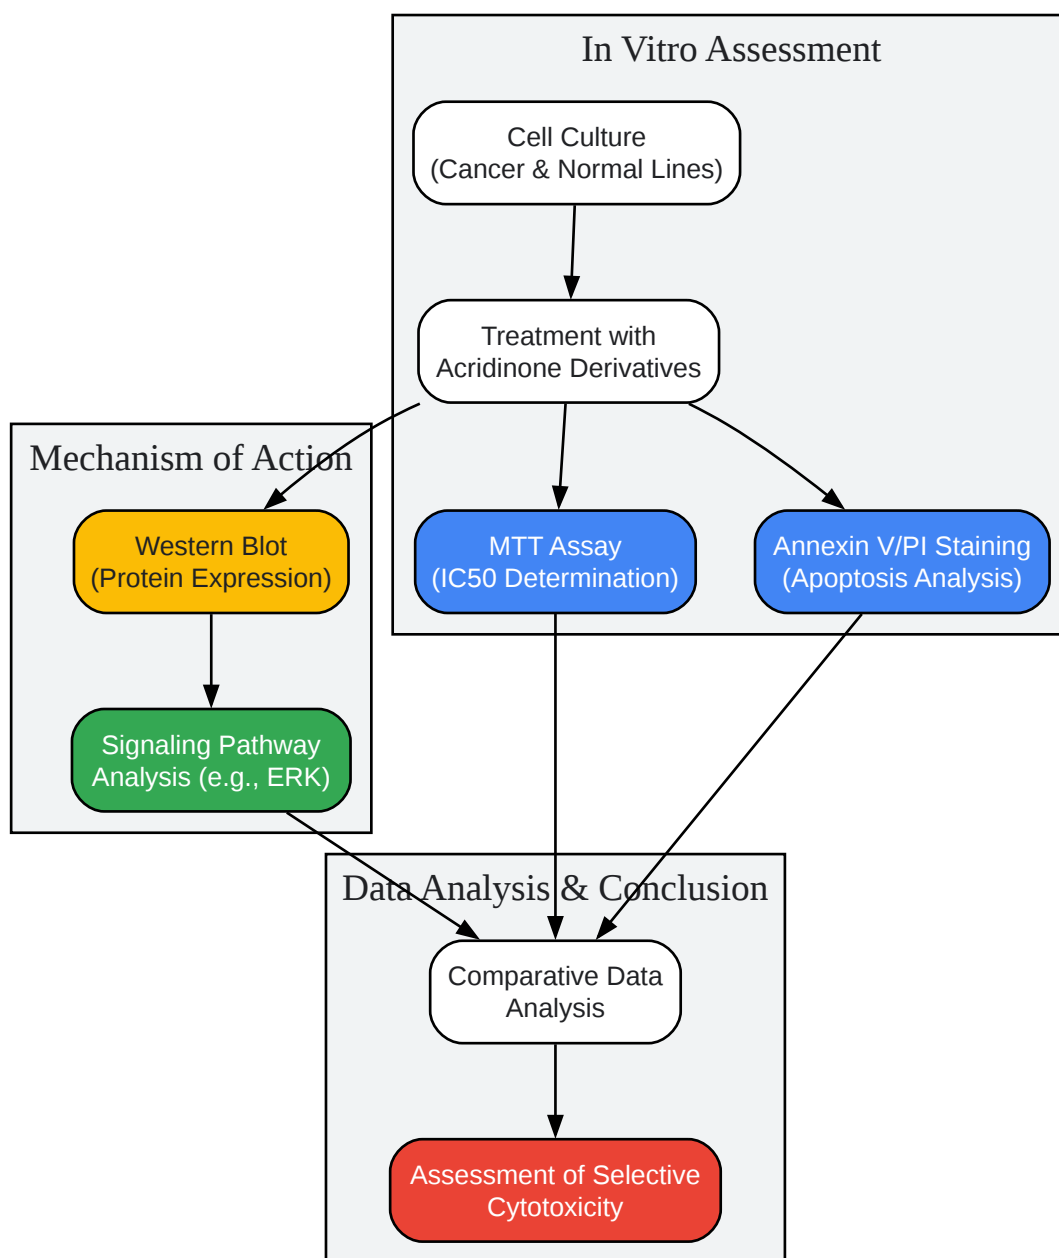 In Vitro Assessment
Cell Culture
(Cancer & Normal Lines)
Treatment with
Acridinone Derivatives
Mechanism of Action
Western Blot
(Protein Expression)
MTT Assay
(IC50 Determination)
Annexin V/PI Staining
(Apoptosis Analysis)
Signaling Pathway
Analysis (e.g., ERK)
Data Analysis & Conclusion
Comparative Data
Analysis
Assessment of Selective
Cytotoxicity